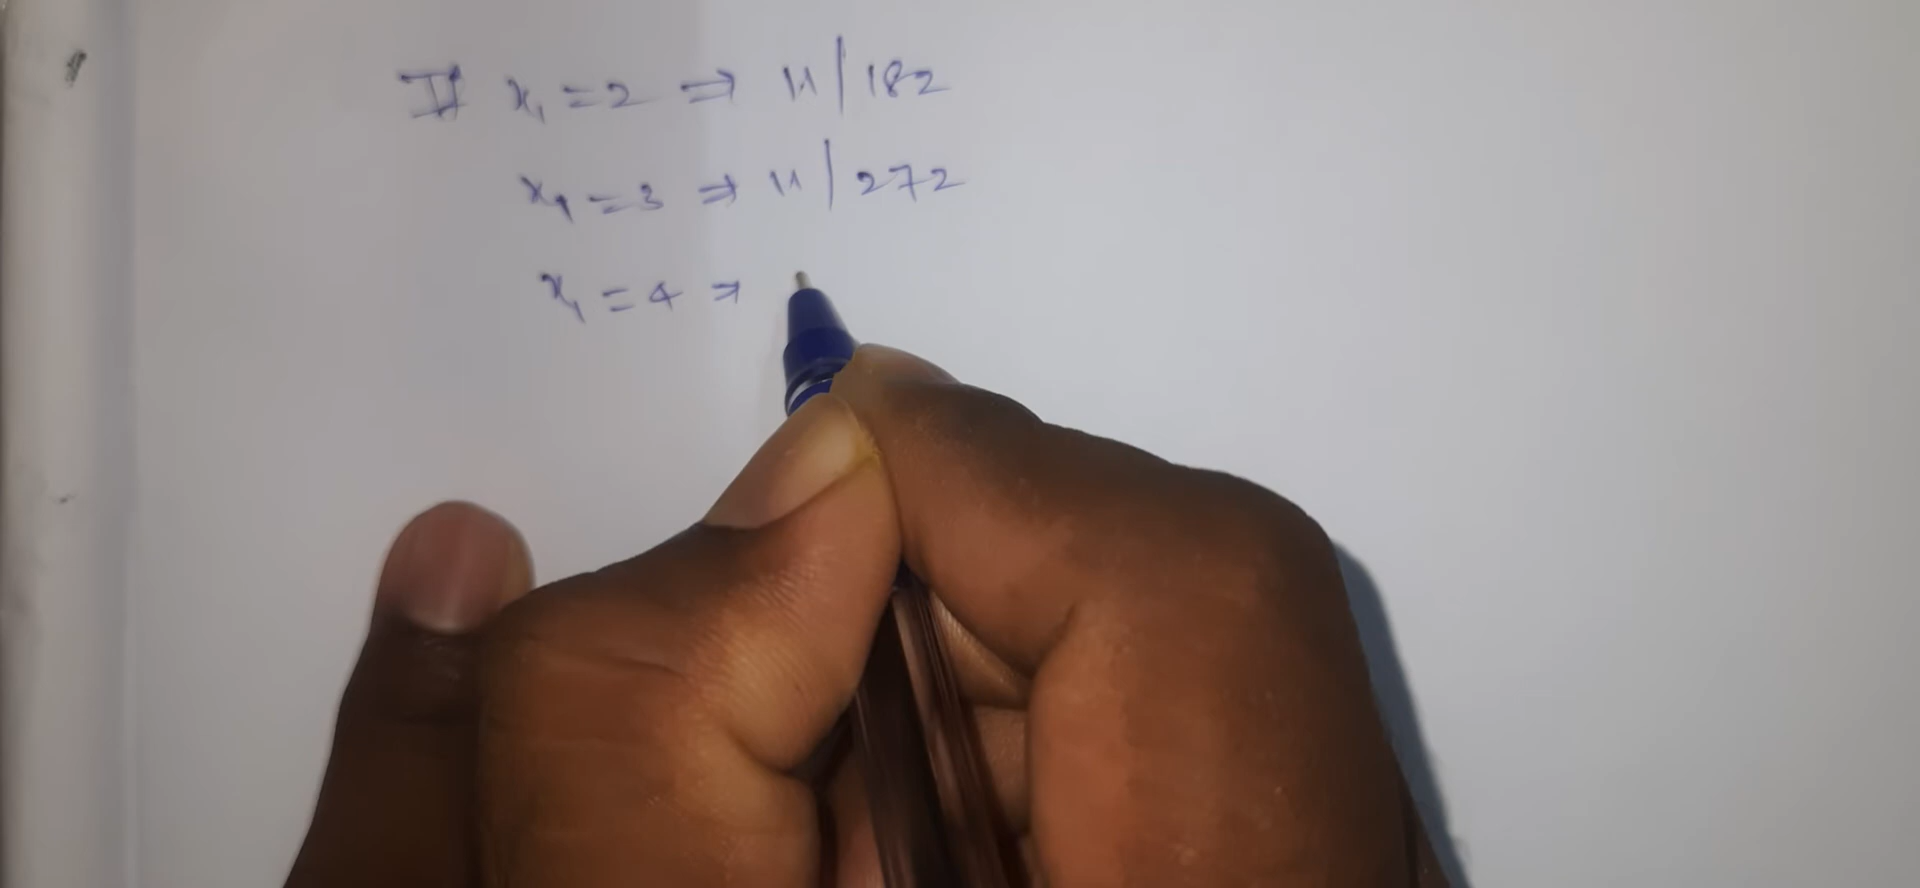 If x₁ = 2 ⇒ 11 | 182
x₁ = 3 ⇒ 11 | 272
x₁ = 4 ⇒